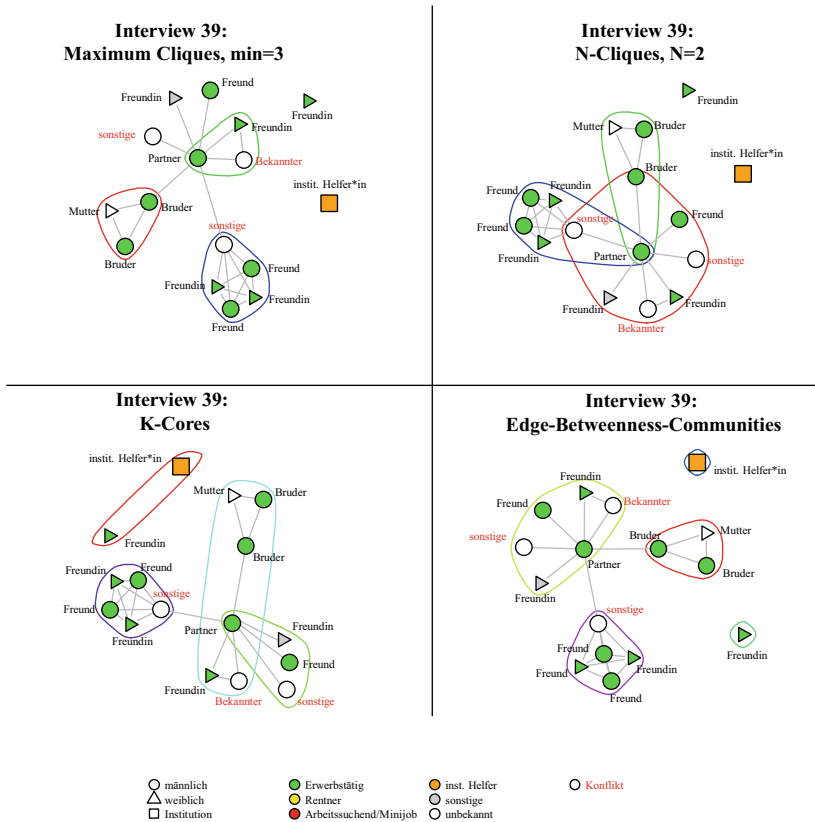 Interview 39:
Maximum Cliques, min=3
Freund
Freundin
Freundin
sonstige
Freundin
Partner
Bekannter
instit. Helfer*in
Mutter
Bruder
Bruder
sonstige
Freund
Freundin
Freundin
Freund
Interview 39:
N-Cliques, N=2
Freundin
Mutter
Bruder
instit. Helfer*in
Bruder
Freundin
Freund
Freund
sonstige
Freund
Freundin
Partner
sonstige
Freundin
Freundin
Bekannter
Interview 39:
K-Cores
instit. Helfer*in
Mutter
Bruder
Freundin
Bruder
Freund
Freundin
sonstige
Freund
Freundin
Partner
Freundin
Freund
Freundin
Bekannter
sonstige
Interview 39:
Edge-Betweenness-Communities
instit. Helfer*in
Freundin
Bekannter
Freund
Mutter
Bruder
sonstige
Partner
Bruder
Freundin
sonstige
Freundin
Freund
Freund
Freundin
Freund
männlich
weiblich
Institution
Erwerbstätig
Rentner
Arbeitssuchend/Minijob
inst. Helfer
sonstige
unbekannt
Konflikt